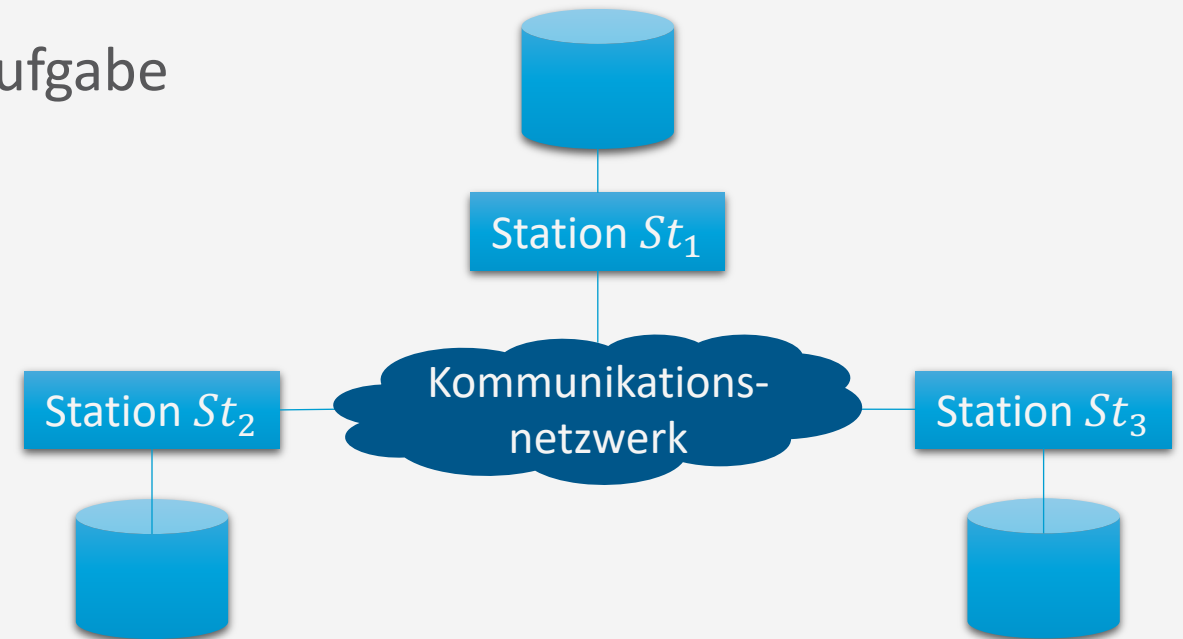 ufgabe
Station St₁
Kommunikations-
netzwerk
Station St₂
Station St₃